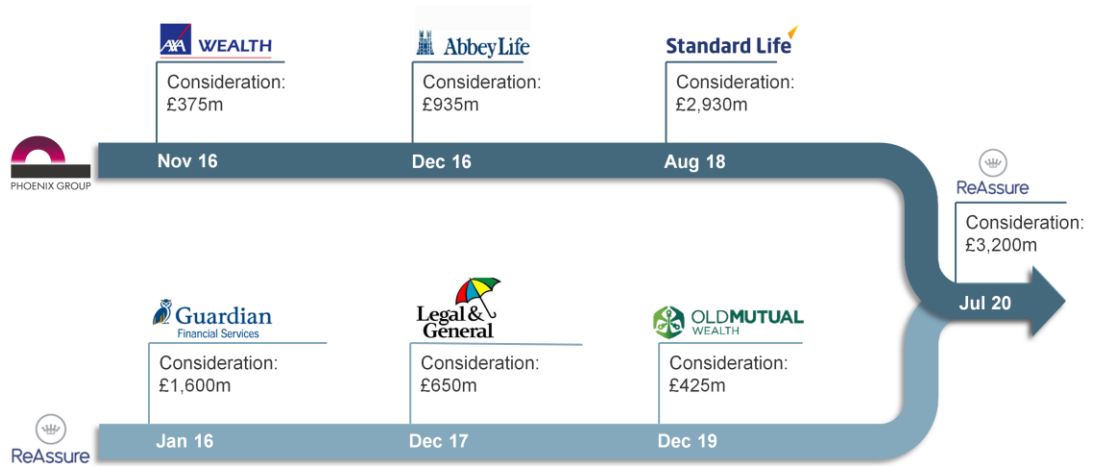 AXA WEALTH
Consideration:
£375m
Nov 16
Abbey Life
Consideration:
£935m
Dec 16
Standard Life
Consideration:
£2,930m
Aug 18
PHOENIX GROUP
ReAssure
Consideration:
£3,200m
Jul 20
Guardian
Financial Services
Consideration:
£1,600m
Jan 16
Legal &
General
Consideration:
£650m
Dec 17
OLDMUTUAL
WEALTH
Consideration:
£425m
Dec 19
ReAssure